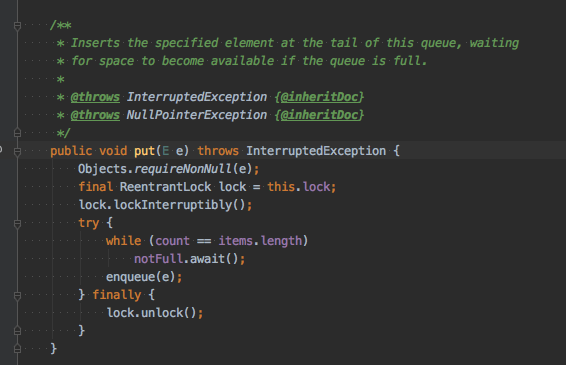 /**
 * Inserts the specified element at the tail of this queue, waiting
 * for space to become available if the queue is full.
 *
 * @throws InterruptedException {@inheritDoc}
 * @throws NullPointerException {@inheritDoc}
 */
public void put(E e) throws InterruptedException {
    Objects.requireNonNull(e);
    final ReentrantLock lock = this.lock;
    lock.lockInterruptibly();
    try {
        while (count == items.length)
            notFull.await();
        enqueue(e);
    } finally {
        lock.unlock();
    }
}